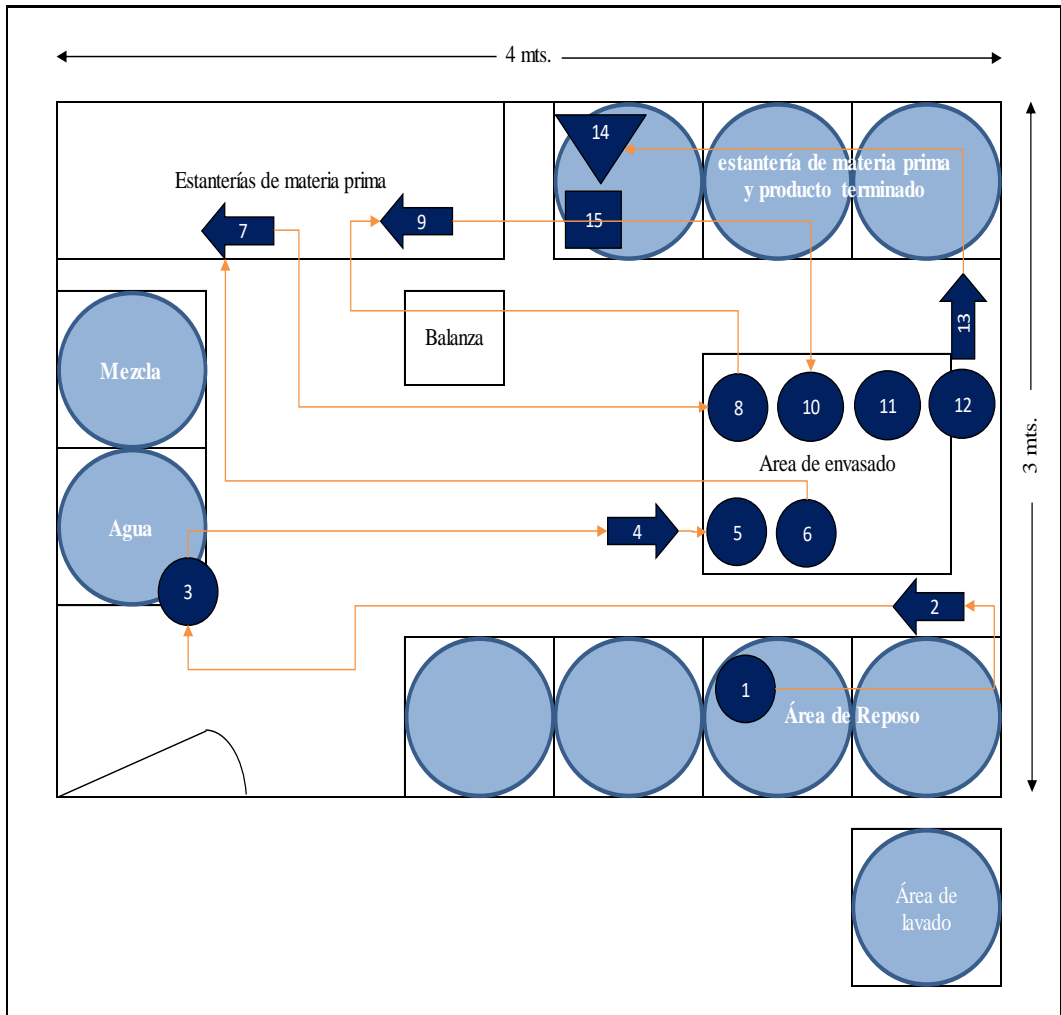 4 mts.
14
estantería de materia prima
y producto terminado
Estanterías de materia prima
7
9
15
13
Balanza
Mezcla
8
10
11
12
3 mts.
Area de envasado
Agua
4
5
6
3
2
1
Área de Reposo
Área de
lavado